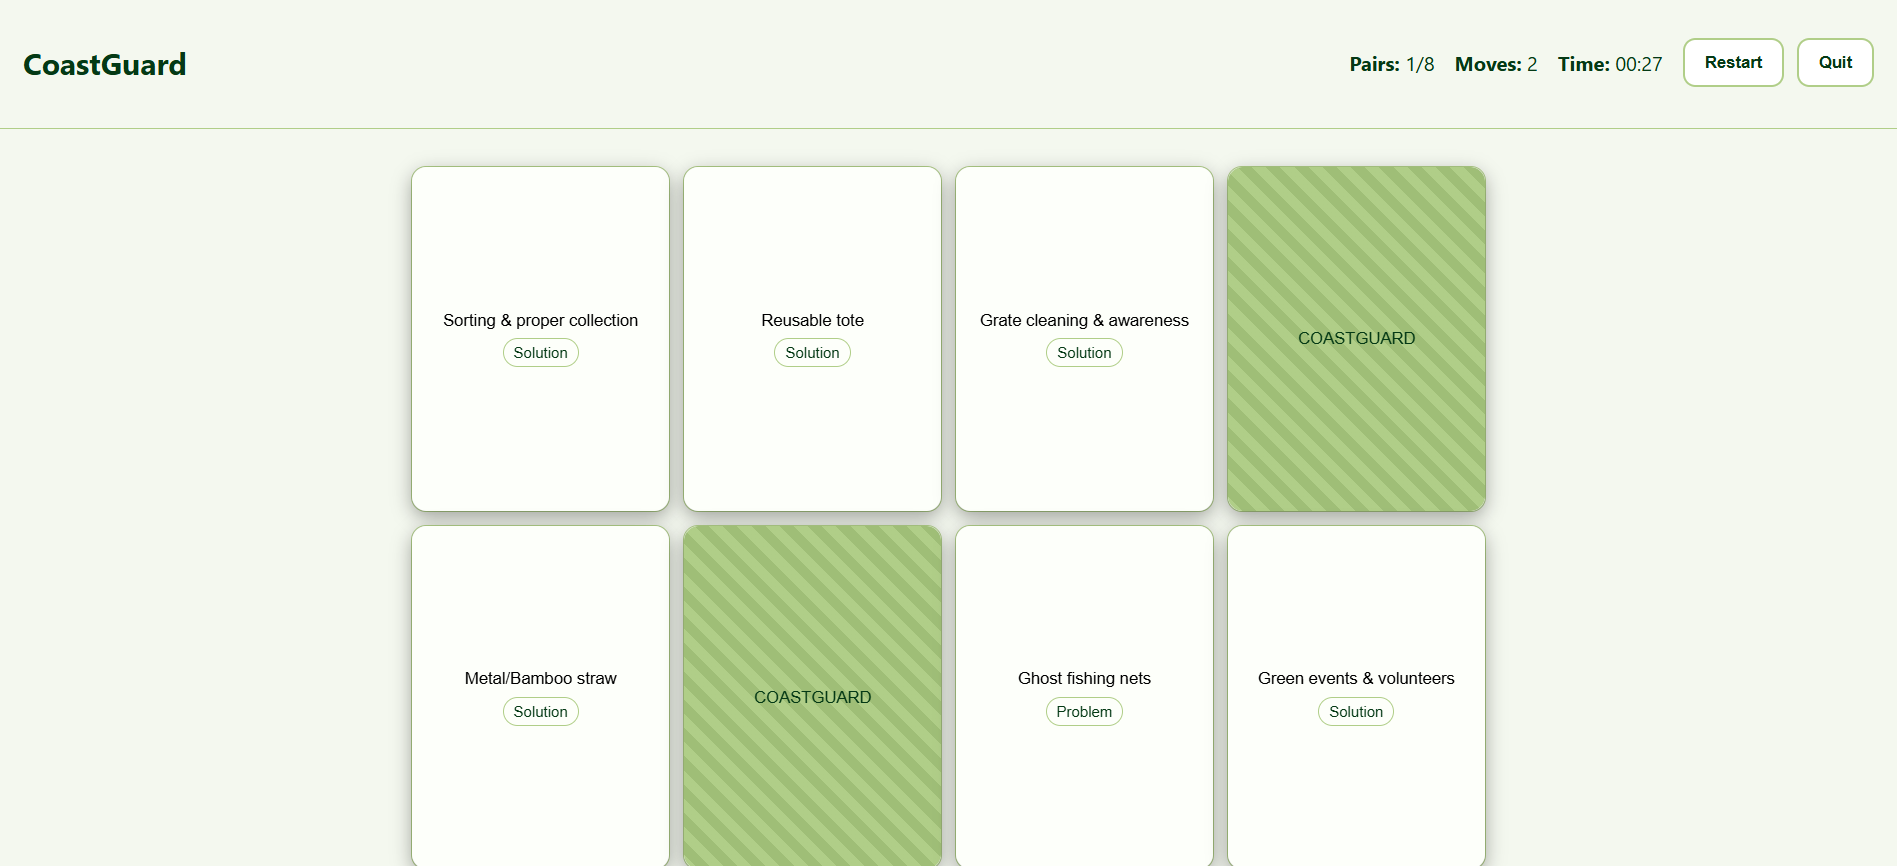 CoastGuard
Pairs: 1/8 Moves: 2 Time: 00:27 Restart Quit
Sorting & proper collection
Solution
Reusable tote
Solution
Grate cleaning & awareness
Solution
COASTGUARD
Metal/Bamboo straw
Solution
COASTGUARD
Ghost fishing nets
Problem
Green events & volunteers
Solution